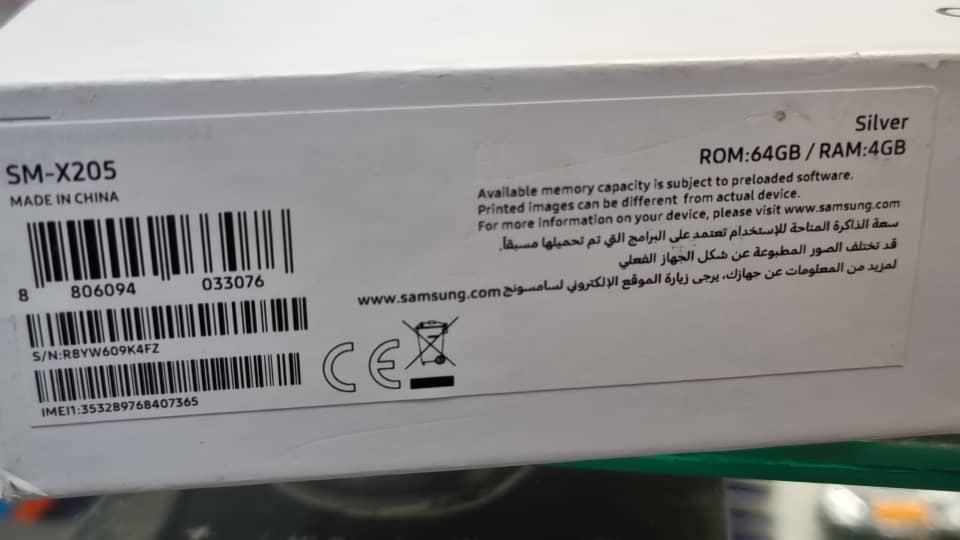 SM-X205
MADE IN CHINA
8 806094 033076
S/N:R8YW609K4FZ
IMEI1:353289768407365
Silver
ROM:64GB / RAM:4GB
Available memory capacity is subject to preloaded software.
Printed images can be different from actual device.
For more information on your device, please visit www.samsung.com
سعة الذاكرة المتاحة للإستخدام تعتمد على البرامج التي تم تحميلها مسبقاً.
قد تختلف الصور المطبوعة عن شكل الجهاز الفعلي
لمزيد من المعلومات عن جهازك، يرجى زيارة الموقع الإلكتروني لسامسونج www.samsung.com
CE